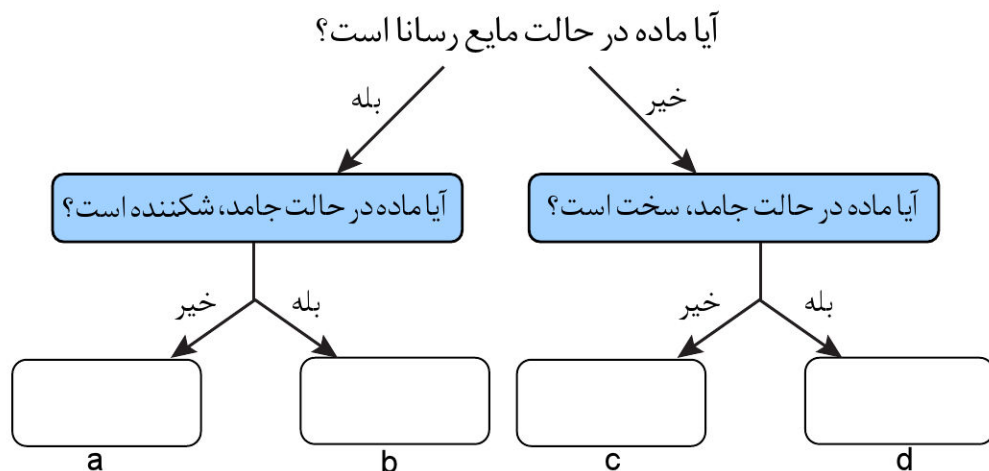 آیا ماده در حالت مایع رسانا است؟
خیر
بله
آیا ماده در حالت جامد، سخت است؟
آیا ماده در حالت جامد، شکننده است؟
بله
خیر
بله
خیر
a
b
c
d